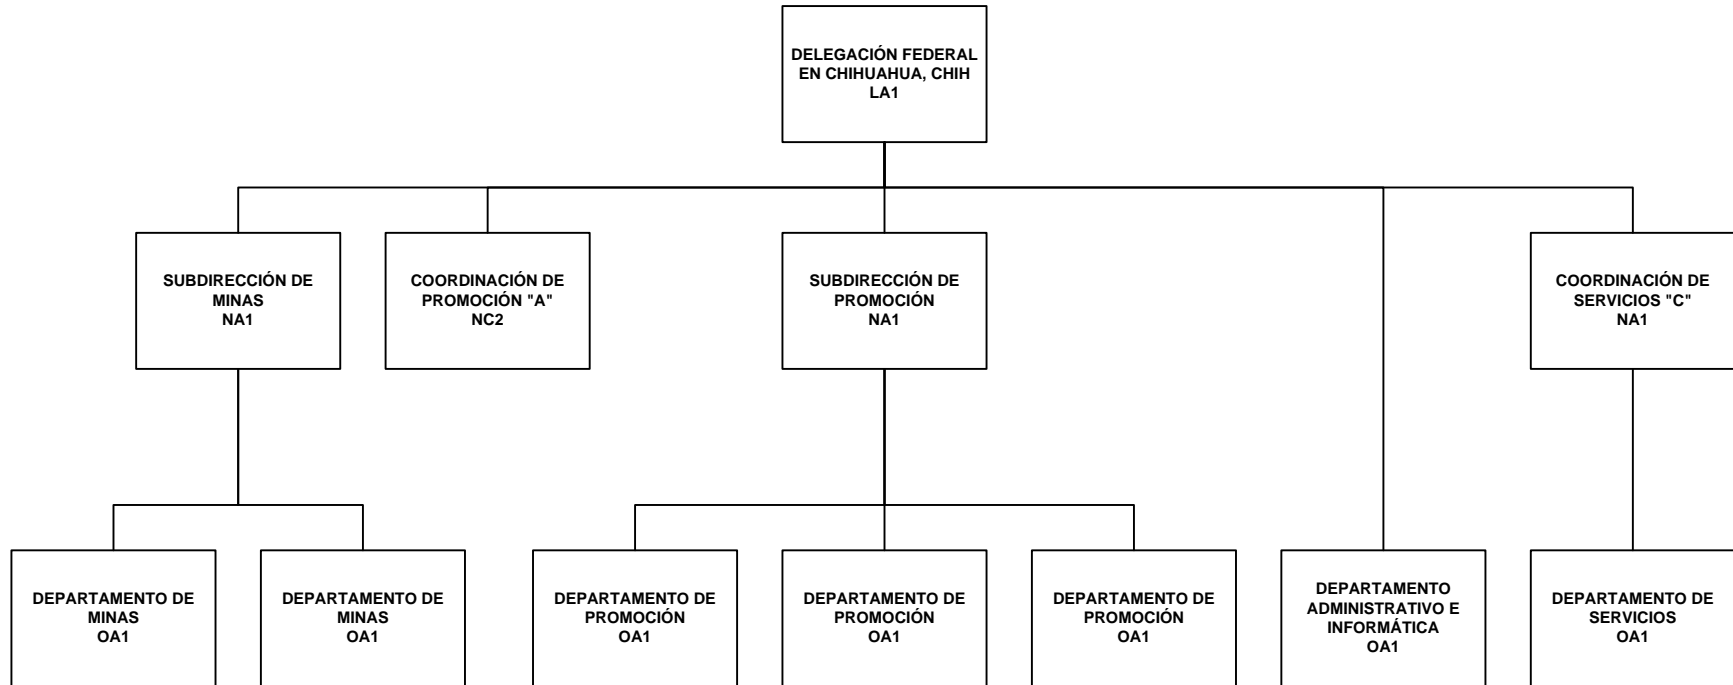 DELEGACIÓN FEDERAL
EN CHIHUAHUA, CHIH
LA1
SUBDIRECCIÓN DE
MINAS
NA1
COORDINACIÓN DE
PROMOCIÓN "A"
NC2
SUBDIRECCIÓN DE
PROMOCIÓN
NA1
COORDINACIÓN DE
SERVICIOS "C"
NA1
DEPARTAMENTO DE
MINAS
OA1
DEPARTAMENTO DE
MINAS
OA1
DEPARTAMENTO DE
PROMOCIÓN
OA1
DEPARTAMENTO DE
PROMOCIÓN
OA1
DEPARTAMENTO DE
PROMOCIÓN
OA1
DEPARTAMENTO
ADMINISTRATIVO E
INFORMÁTICA
OA1
DEPARTAMENTO DE
SERVICIOS
OA1